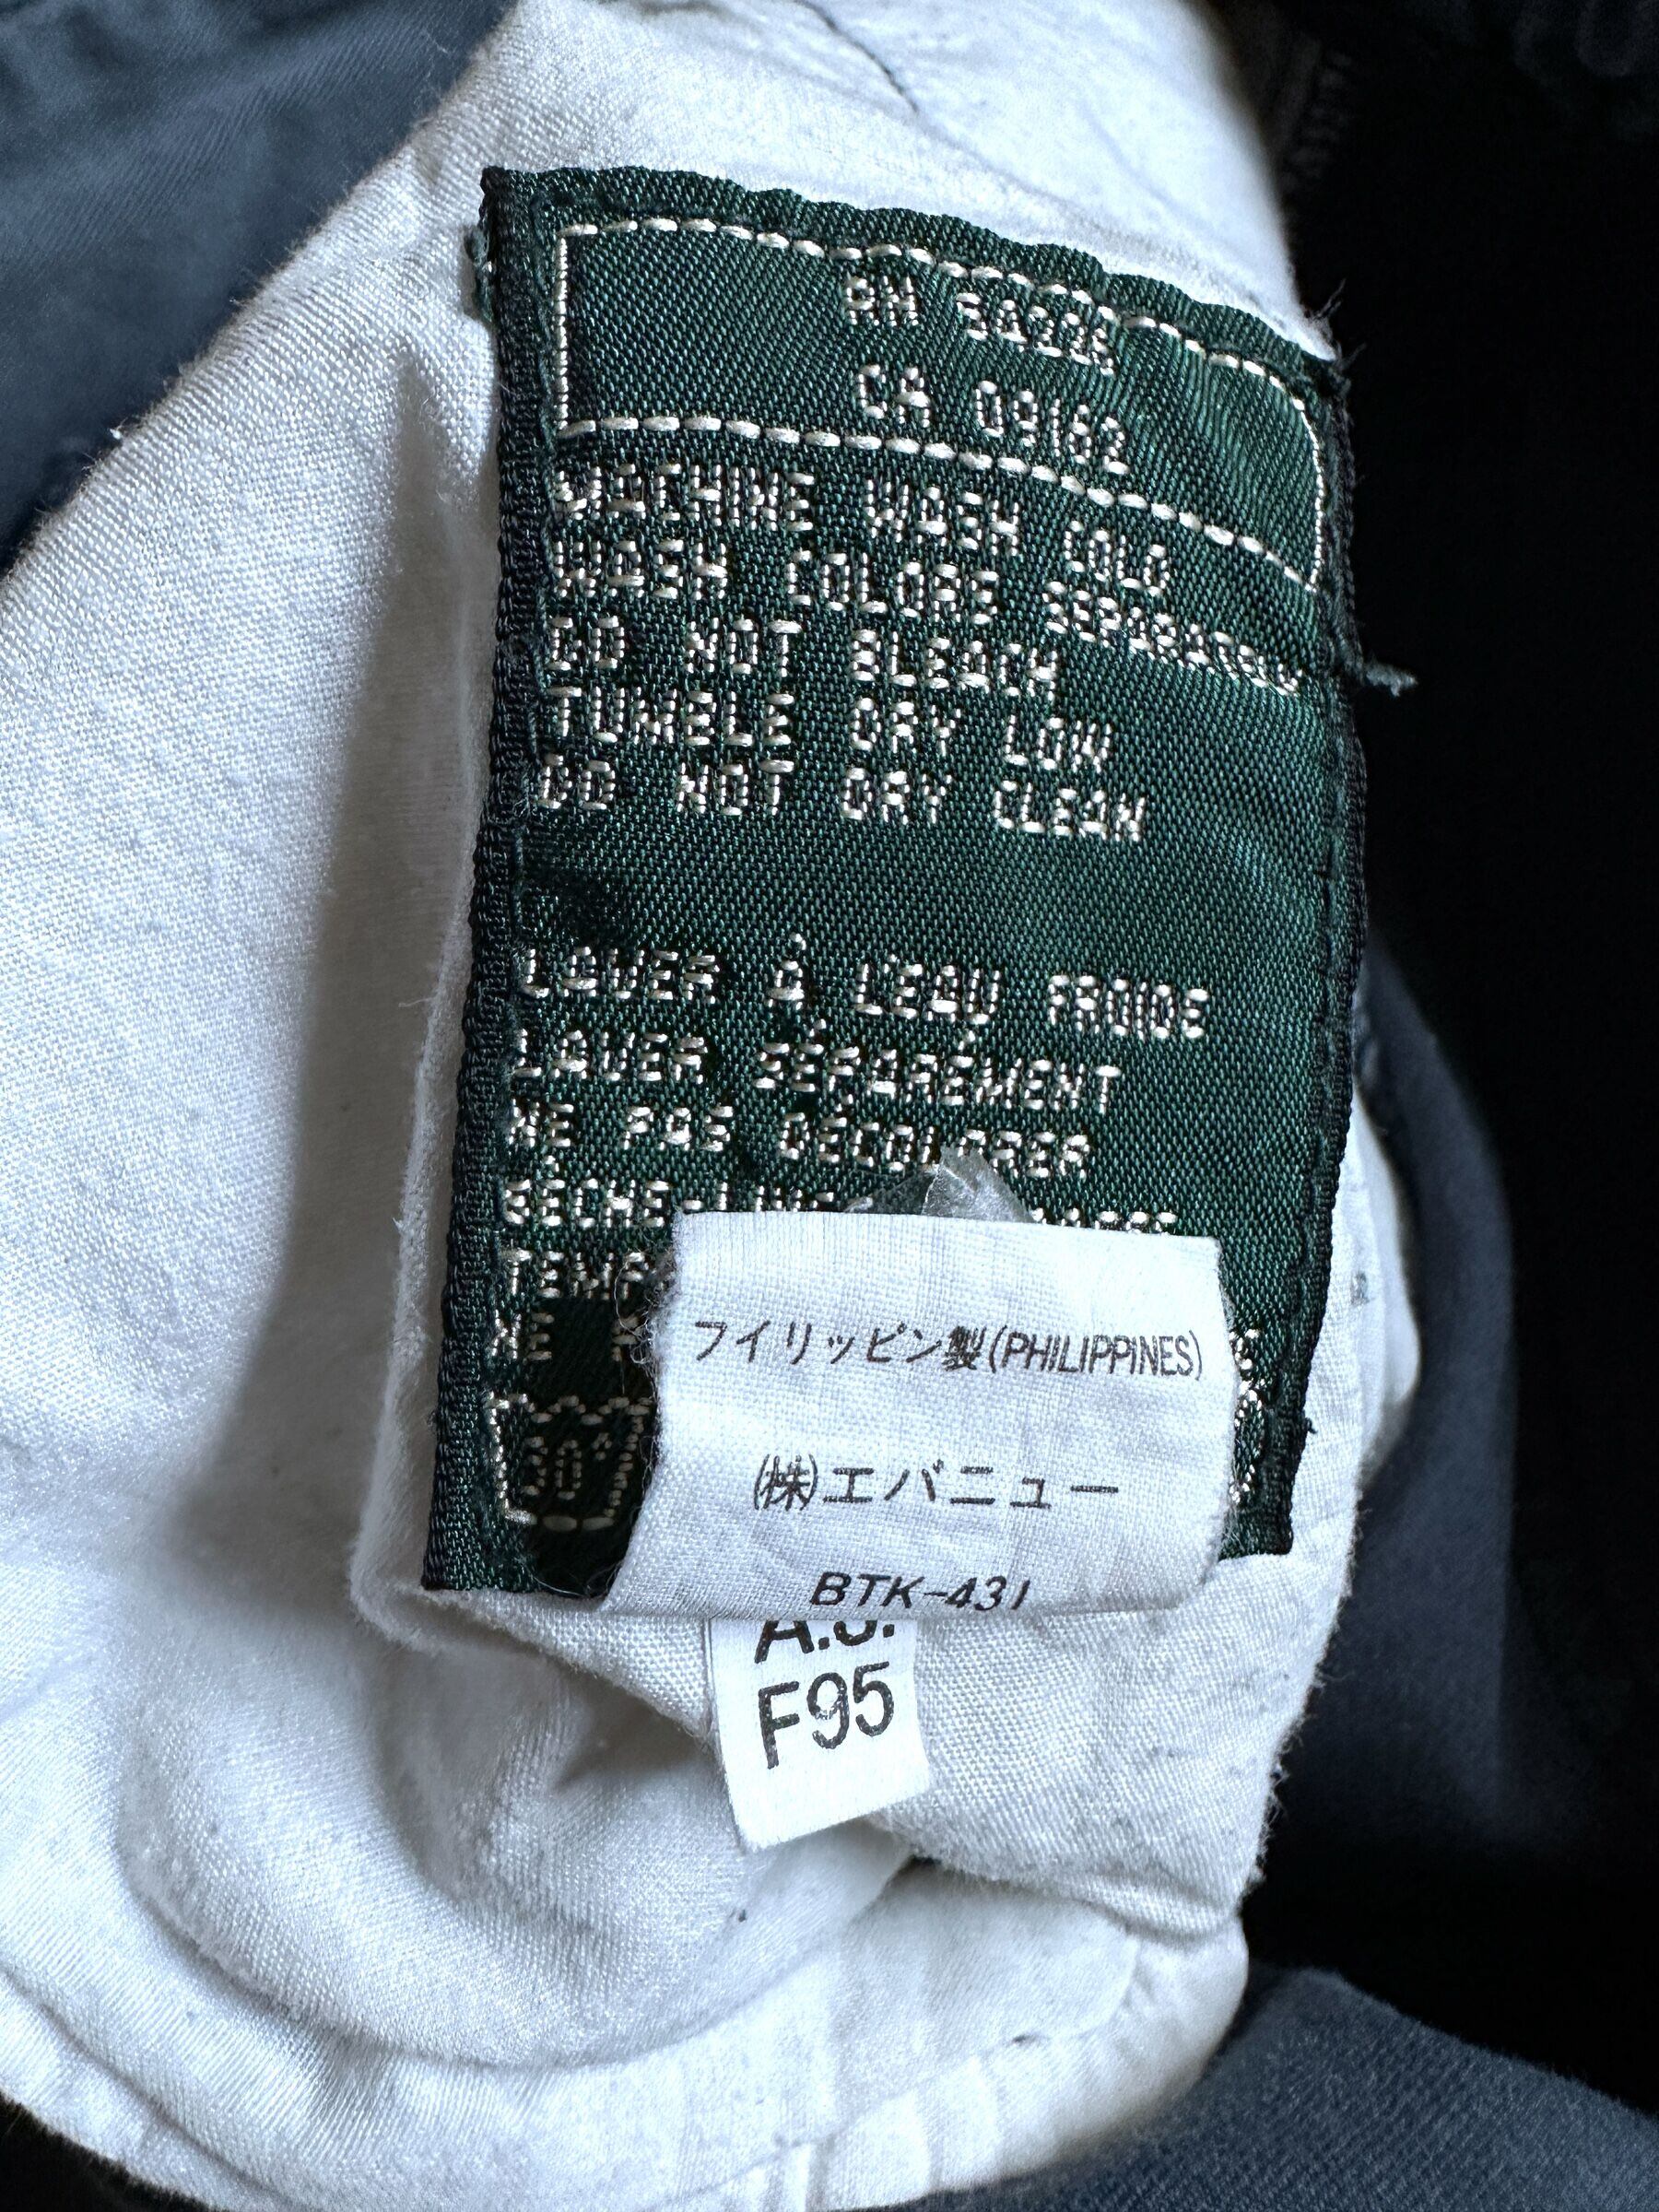 RN 54226
CA 09162
MACHINE WASH COLD
WASH COLORS SEPARATELY
DO NOT BLEACH
TUMBLE DRY LOW
DO NOT DRY CLEAN
LAVER À L'EAU FROIDE
LAVER SÉPARÉMENT
NE PAS DÉCOLORER
フィリッピン製(PHILIPPINES)
(株)エバニュー
BTK-431
A.J.
F95